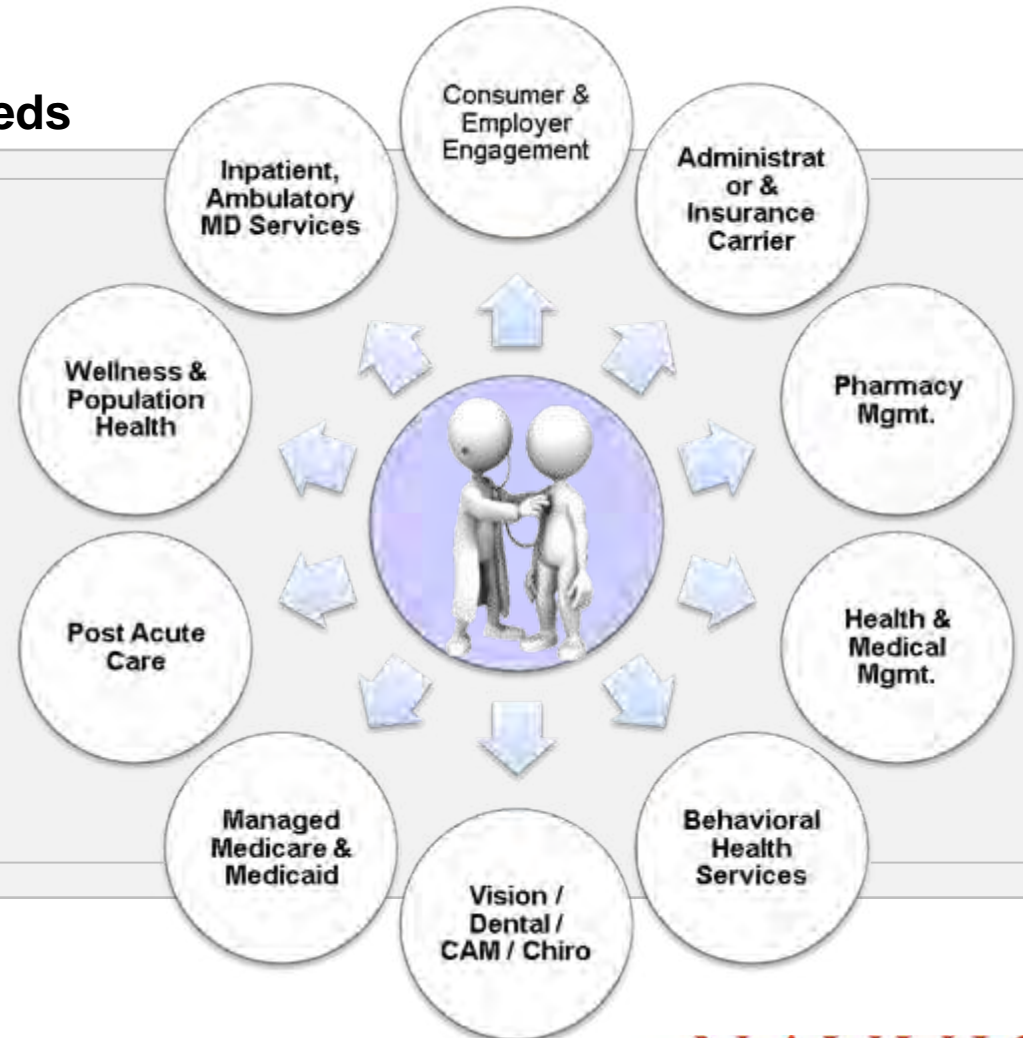 eds
Consumer &
Employer
Engagement
Administrat
or &
Insurance
Carrier
Pharmacy
Mgmt.
Health &
Medical
Mgmt.
Behavioral
Health
Services
Vision /
Dental /
CAM / Chiro
Managed
Medicare &
Medicaid
Post Acute
Care
Wellness &
Population
Health
Inpatient,
Ambulatory
MD Services